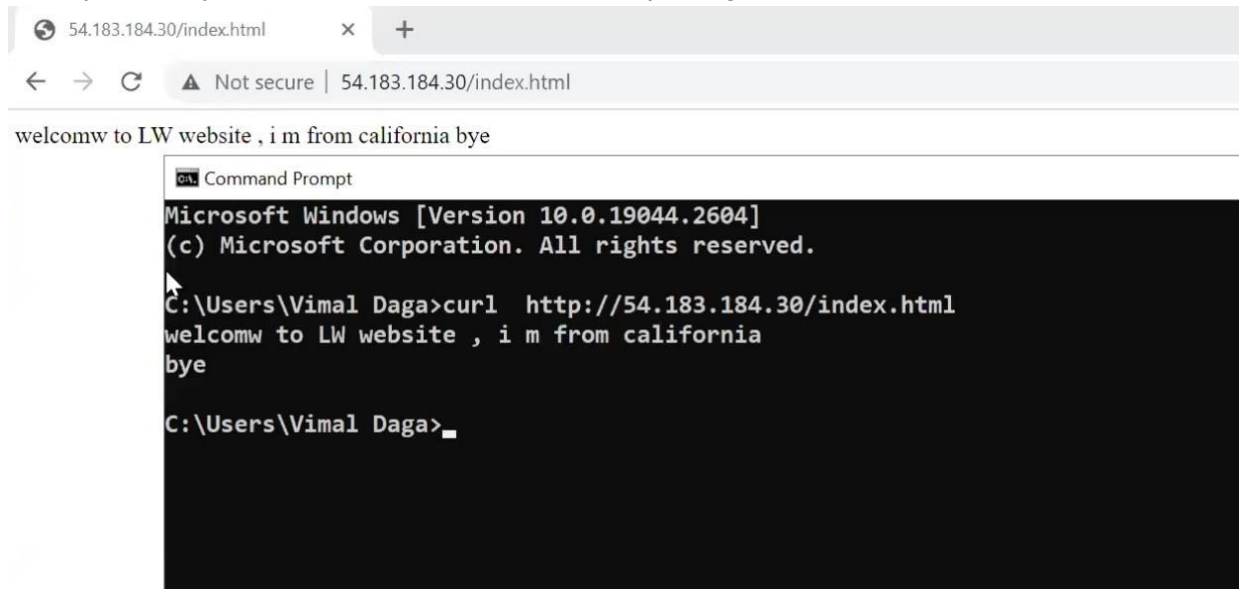 54.183.184.30/index.html
Not secure | 54.183.184.30/index.html
welcomw to LW website , i m from california bye
Command Prompt
Microsoft Windows [Version 10.0.19044.2604]
(c) Microsoft Corporation. All rights reserved.
C:\Users\Vimal Daga>curl  http://54.183.184.30/index.html
welcomw to LW website , i m from california
bye
C:\Users\Vimal Daga>